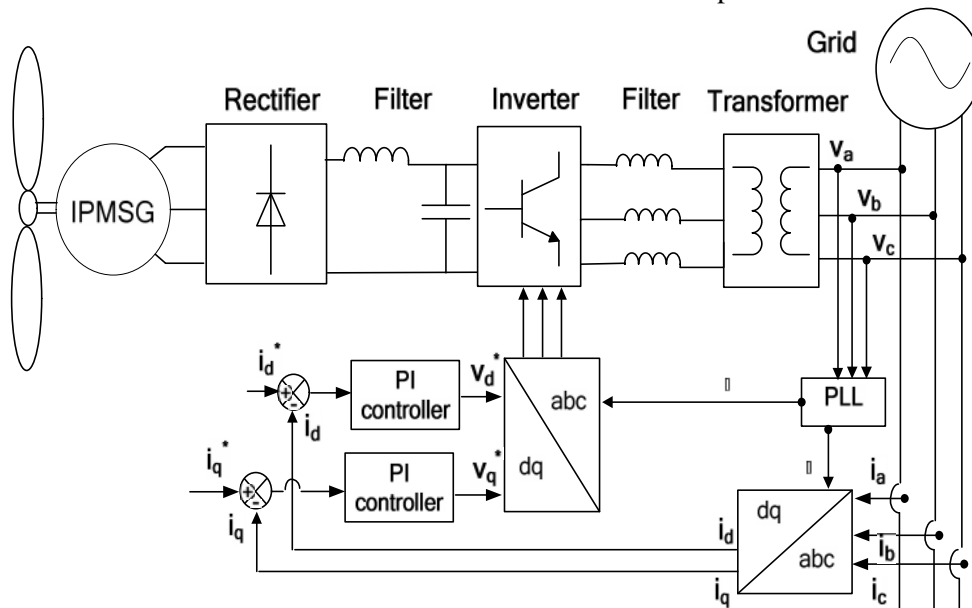 Grid
Rectifier
Filter
Inverter
Filter
Transformer
IPMSG
va
vb
vc
id*
PI
controller
vd*
abc
dq
PLL
id
iq*
PI
controller
vq*
iq
ia
dq
abc
id
iq
ib
ic